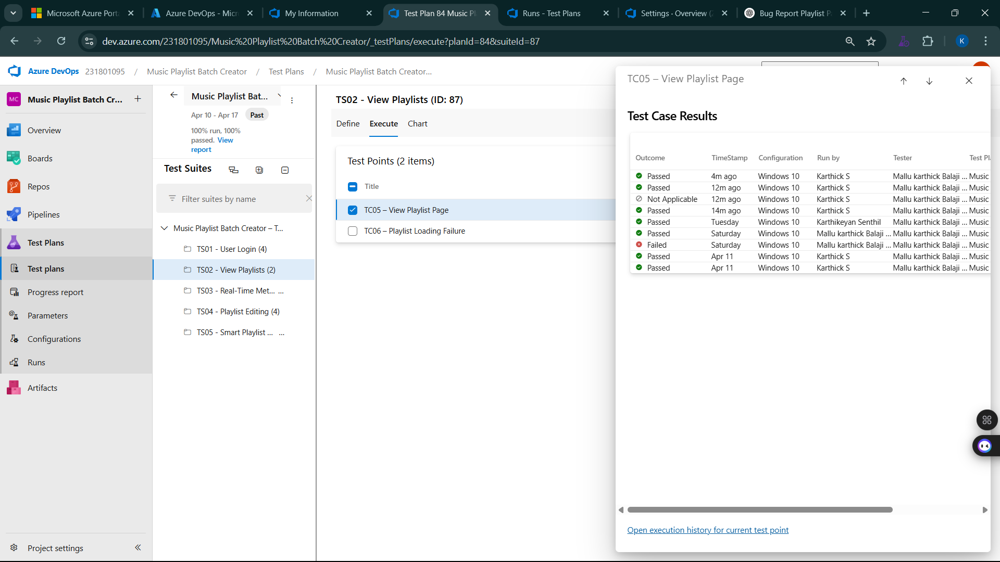 Microsoft Azure Porta
Azure DevOps - Micr
My Information
Test Plan 84 Music Pl
Runs - Test Plans
Settings · Overview (2
Bug Report Playlist P
dev.azure.com/231801095/Music%20Playlist%20Batch%20Creator/_testPlans/execute?planId=84&suiteId=87
K
Azure DevOps 231801095 / Music Playlist Batch Creator / Test Plans / Music Playlist Batch Creator...
MC Music Playlist Batch Cr... +
Overview
Boards
Repos
Pipelines
Test Plans
Test plans
Progress report
Parameters
Configurations
Runs
Artifacts
Project settings
Music Playlist Bat...
Apr 10 - Apr 17 Past
100% run, 100%
passed. View
report
Test Suites
Filter suites by name
Music Playlist Batch Creator – T...
TS01 - User Login (4)
TS02 - View Playlists (2)
TS03 - Real-Time Met... ...
TS04 - Playlist Editing (4)
TS05 - Smart Playlist ... ...
TS02 - View Playlists (ID: 87)
Define Execute Chart
Test Points (2 items)
Title
TC05 – View Playlist Page
TC06 – Playlist Loading Failure
TC05 – View Playlist Page
Test Case Results
Outcome TimeStamp Configuration Run by Tester Test Pl
Passed 4m ago Windows 10 Karthick S Mallu karthick Balaji ... Music
Passed 12m ago Windows 10 Karthick S Mallu karthick Balaji ... Music
Not Applicable 12m ago Windows 10 Karthick S Mallu karthick Balaji ... Music
Passed 14m ago Windows 10 Karthick S Mallu karthick Balaji ... Music
Passed Tuesday Windows 10 Karthikeyan Senthil Mallu karthick Balaji ... Music
Passed Saturday Windows 10 Mallu karthick Balaji ... Mallu karthick Balaji ... Music
Failed Saturday Windows 10 Mallu karthick Balaji ... Mallu karthick Balaji ... Music
Passed Apr 11 Windows 10 Karthick S Mallu karthick Balaji ... Music
Passed Apr 11 Windows 10 Karthick S Mallu karthick Balaji ... Music
Open execution history for current test point